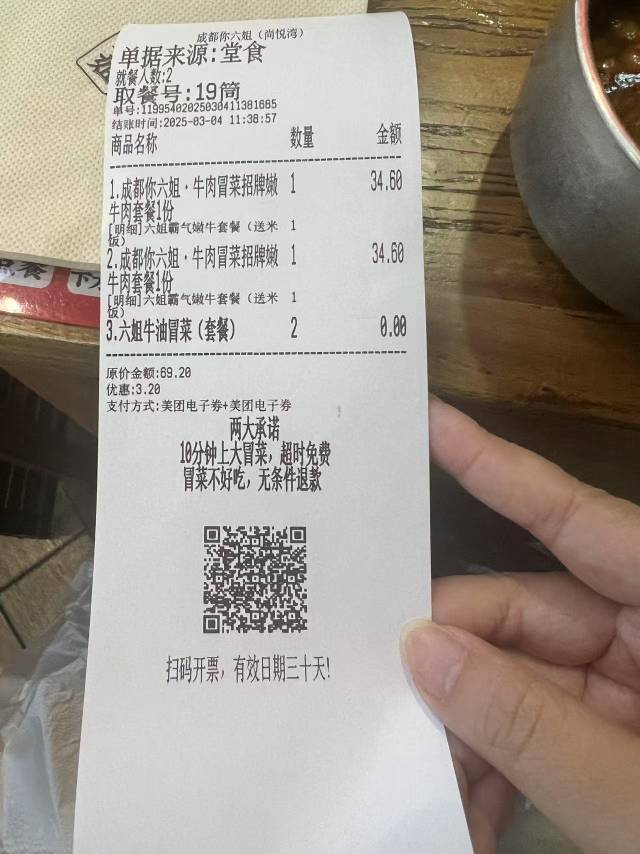 成都你六姐（尚悦湾）
单据来源:堂食
就餐人数:2
取餐号:19筒
单号:1199540202503041138​1685
结账时间:2025-03-04 11:38:57
商品名称 数量 金额
1.成都你六姐·牛肉冒菜招牌嫩 1 34.60
牛肉套餐1份
[明细]六姐霸气嫩牛套餐（送米 1
饭）
2.成都你六姐·牛肉冒菜招牌嫩 1 34.60
牛肉套餐1份
[明细]六姐霸气嫩牛套餐（送米 1
饭）
3.六姐牛油冒菜(套餐) 2 0.00
原价金额:69.20
优惠:3.20
支付方式:美团电子券+美团电子券
两大承诺
10分钟上大冒菜，超时免费
冒菜不好吃，无条件退款
扫码开票，有效日期三十天!